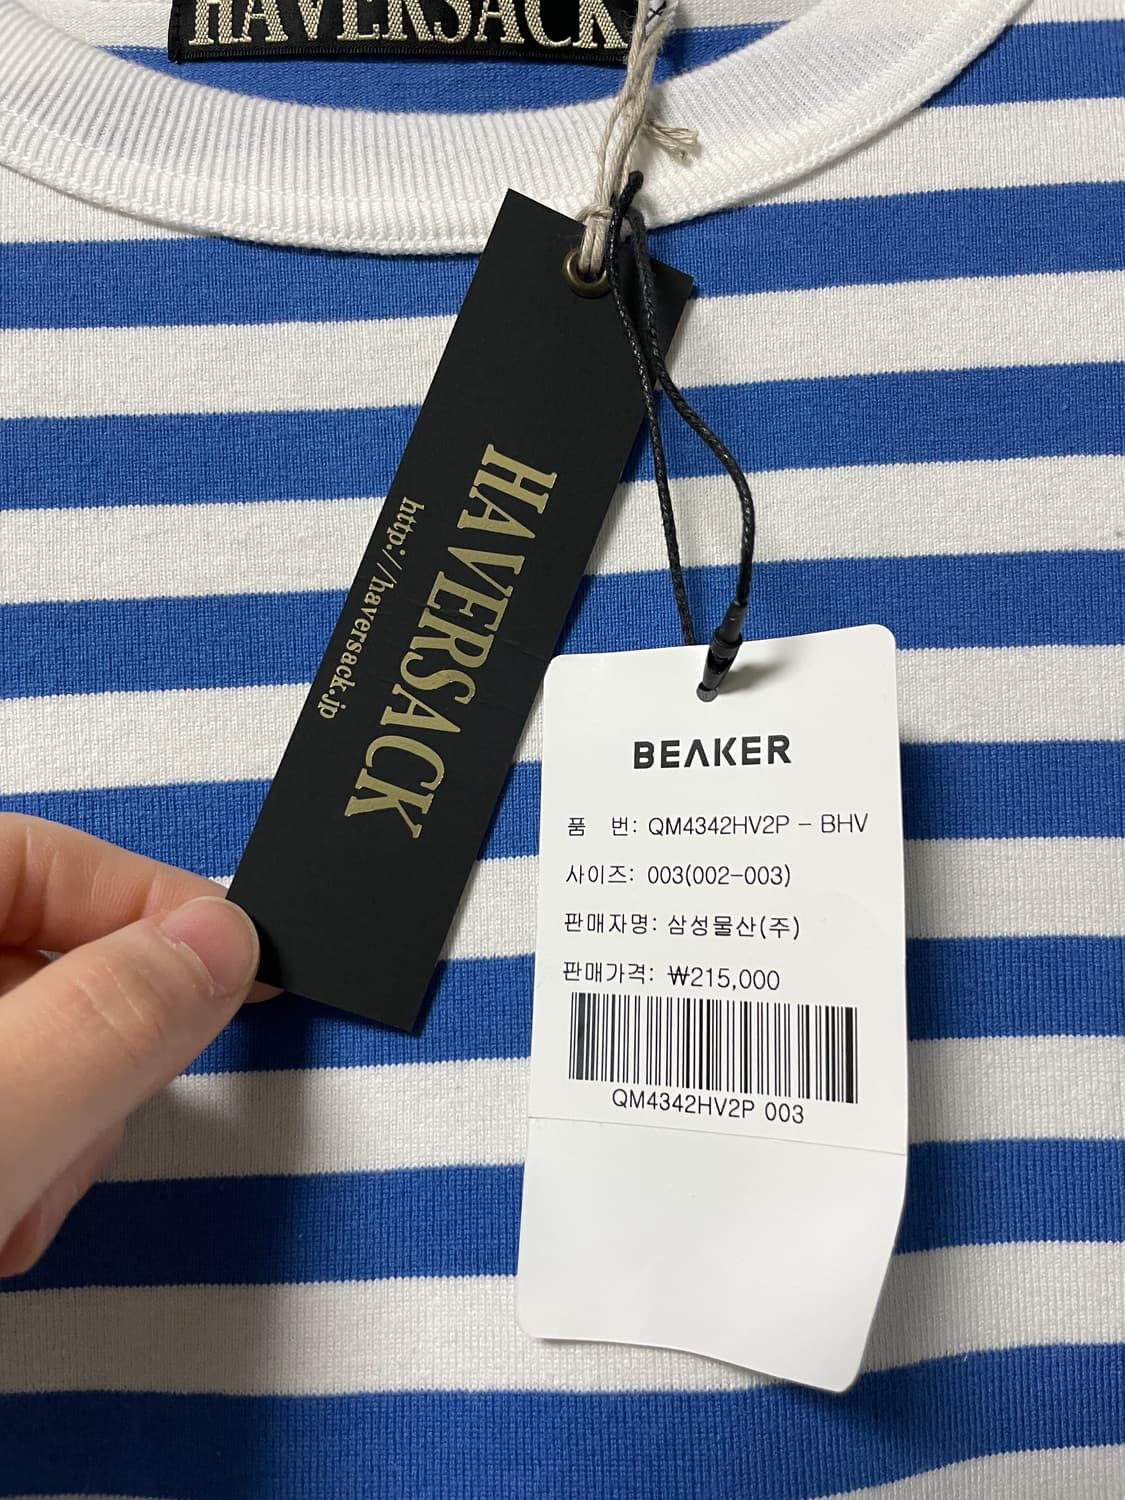 HAVERSACK
HAVERSACK
http://haversack.jp
BEAKER
품 번: QM4342HV2P - BHV
사이즈: 003(002-003)
판매자명: 삼성물산(주)
판매가격: ₩215,000
QM4342HV2P 003